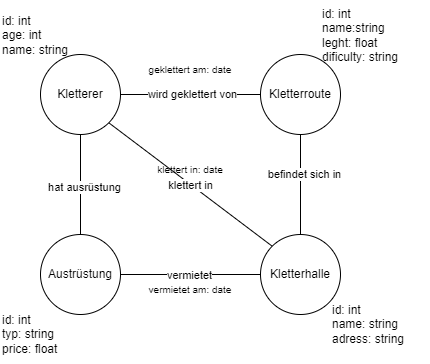 id: int
age: int
name: string
id: int
name:string
leght: float
dificulty: string
geklettert am: date
Kletterer
wird geklettert von
Kletterroute
klettert in: date
klettert in
befindet sich in
hat ausrüstung
Austrüstung
vermietet
vermietet am: date
Kletterhalle
id: int
typ: string
price: float
id: int
name: string
adress: string